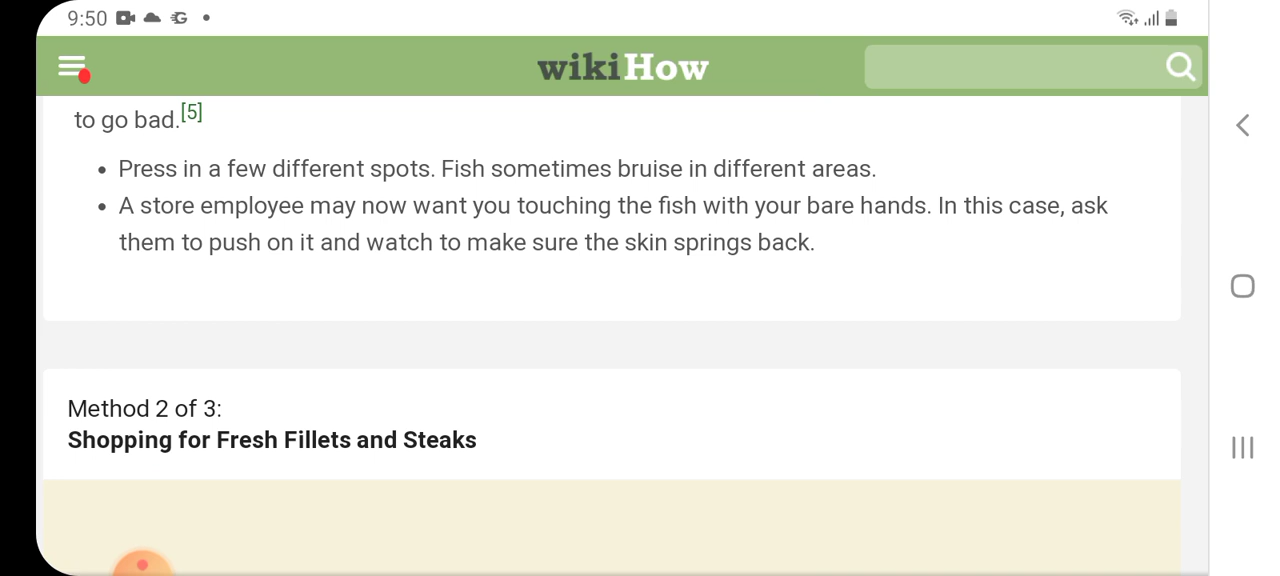 9:50
wikiHow
to go bad.[5]
• Press in a few different spots. Fish sometimes bruise in different areas.
• A store employee may now want you touching the fish with your bare hands. In this case, ask
them to push on it and watch to make sure the skin springs back.
Method 2 of 3:
Shopping for Fresh Fillets and Steaks